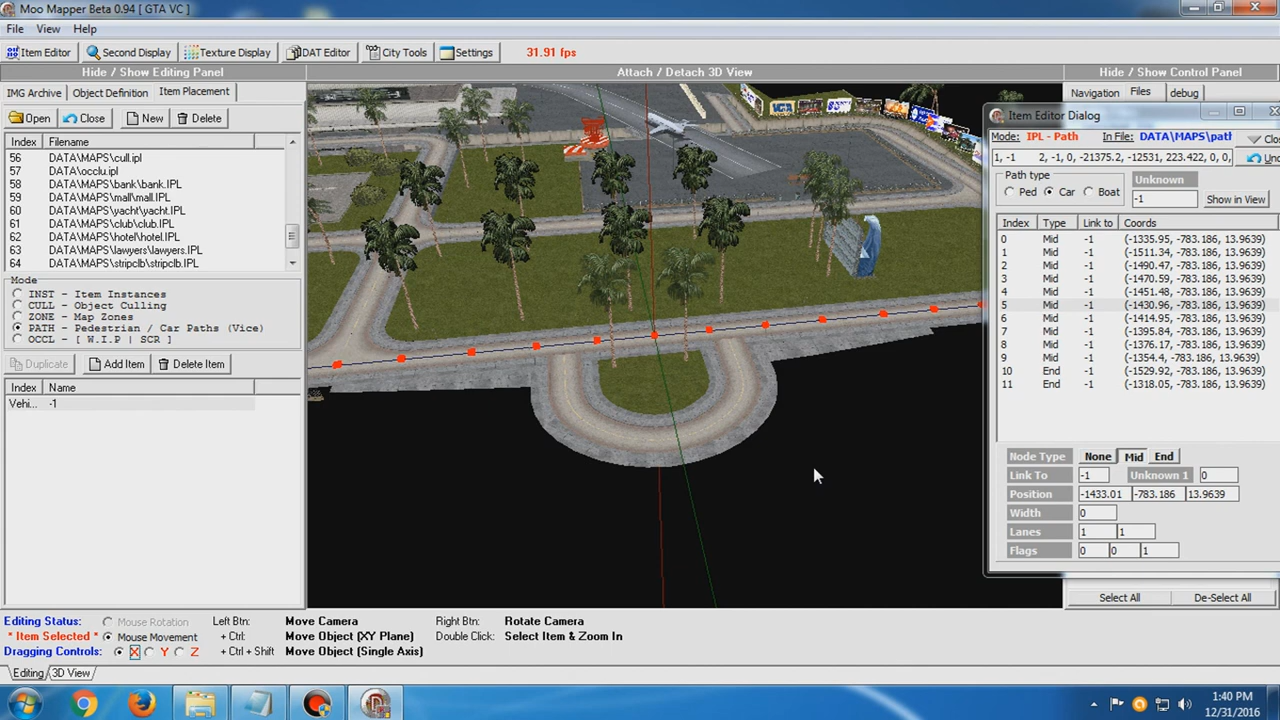 Moo Mapper Beta 0.94 [ GTA VC ]
File View Help
Item Editor Second Display Texture Display DAT Editor City Tools Settings 31.91 fps
Hide / Show Editing Panel Attach / Detach 3D View Hide / Show Control Panel
IMG Archive Object Definition Item Placement Navigation Files debug
Open Close New Delete
Index Filename
56 DATA\MAPS\cull.ipl
57 DATA\occlu.ipl
58 DATA\MAPS\bank\bank.IPL
59 DATA\MAPS\mall\mall.IPL
60 DATA\MAPS\yacht\yacht.IPL
61 DATA\MAPS\club\club.IPL
62 DATA\MAPS\hotel\hotel.IPL
63 DATA\MAPS\lawyers\lawyers.IPL
64 DATA\MAPS\stripclb\stripclb.IPL
Mode
INST - Item Instances
CULL - Object Culling
ZONE - Map Zones
PATH - Pedestrian / Car Paths (Vice)
OCCL - [ W.I.P | SCR ]
Duplicate Add Item Delete Item
Index Name
Vehi... -1
Item Editor Dialog
Mode: IPL - Path In File: DATA\MAPS\path Clo
1, -1 2, -1, 0, -21375.2, -12531, 223.422, 0, 0, Und
Path type
Ped Car Boat
Unknown
-1 Show in View
Index Type Link to Coords
0 Mid -1 (-1335.95, -783.186, 13.9639)
1 Mid -1 (-1511.34, -783.186, 13.9639)
2 Mid -1 (-1490.47, -783.186, 13.9639)
3 Mid -1 (-1470.59, -783.186, 13.9639)
4 Mid -1 (-1451.48, -783.186, 13.9639)
5 Mid -1 (-1430.96, -783.186, 13.9639)
6 Mid -1 (-1414.95, -783.186, 13.9639)
7 Mid -1 (-1395.84, -783.186, 13.9639)
8 Mid -1 (-1376.17, -783.186, 13.9639)
9 Mid -1 (-1354.4, -783.186, 13.9639)
10 End -1 (-1529.92, -783.186, 13.9639)
11 End -1 (-1318.05, -783.186, 13.9639)
Node Type None Mid End
Link To -1 Unknown 1 0
Position -1433.01 -783.186 13.9639
Width 0
Lanes 1 1
Flags 0 0 1
Select All De-Select All
Editing Status: Mouse Rotation Left Btn: Move Camera Right Btn: Rotate Camera
* Item Selected * Mouse Movement + Ctrl: Move Object (XY Plane) Double Click: Select Item & Zoom In
Dragging Controls: X Y Z + Ctrl + Shift Move Object (Single Axis)
Editing 3D View
1:40 PM
12/31/2016